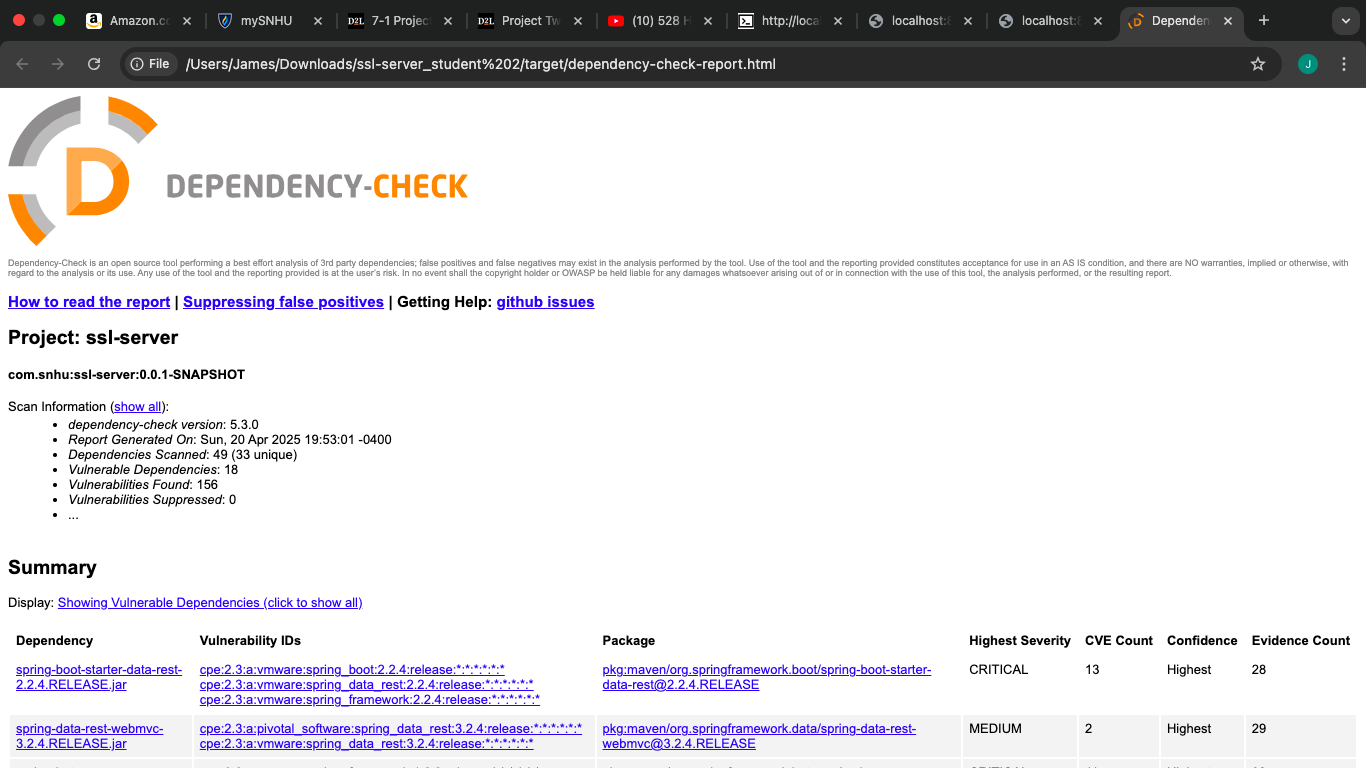 Amazon.co
mySNHU
7-1 Project
Project Tw
(10) 528 H
http://local
localhost:8
localhost:8
Dependen
File
/Users/James/Downloads/ssl-server_student%202/target/dependency-check-report.html
J
D
DEPENDENCY-CHECK
Dependency-Check is an open source tool performing a best effort analysis of 3rd party dependencies; false positives and false negatives may exist in the analysis performed by the tool. Use of the tool and the reporting provided constitutes acceptance for use in an AS IS condition, and there are NO warranties, implied or otherwise, with
regard to the analysis or its use. Any use of the tool and the reporting provided is at the user's risk. In no event shall the copyright holder or OWASP be held liable for any damages whatsoever arising out of or in connection with the use of this tool, the analysis performed, or the resulting report.
How to read the report | Suppressing false positives | Getting Help: github issues
Project: ssl-server
com.snhu:ssl-server:0.0.1-SNAPSHOT
Scan Information (show all):
• dependency-check version: 5.3.0
• Report Generated On: Sun, 20 Apr 2025 19:53:01 -0400
• Dependencies Scanned: 49 (33 unique)
• Vulnerable Dependencies: 18
• Vulnerabilities Found: 156
• Vulnerabilities Suppressed: 0
• ...
Summary
Display: Showing Vulnerable Dependencies (click to show all)
Dependency Vulnerability IDs Package Highest Severity CVE Count Confidence Evidence Count
spring-boot-starter-data-rest- cpe:2.3:a:vmware:spring_boot:2.2.4:release:*:*:*:*:*:* pkg:maven/org.springframework.boot/spring-boot-starter- CRITICAL 13 Highest 28
2.2.4.RELEASE.jar cpe:2.3:a:vmware:spring_data_rest:2.2.4:release:*:*:*:*:*:* data-rest@2.2.4.RELEASE
cpe:2.3:a:vmware:spring_framework:2.2.4:release:*:*:*:*:*:*
spring-data-rest-webmvc- cpe:2.3:a:pivotal_software:spring_data_rest:3.2.4:release:*:*:*:*:*:* pkg:maven/org.springframework.data/spring-data-rest- MEDIUM 2 Highest 29
3.2.4.RELEASE.jar cpe:2.3:a:vmware:spring_data_rest:3.2.4:release:*:*:*:*:*:* webmvc@3.2.4.RELEASE